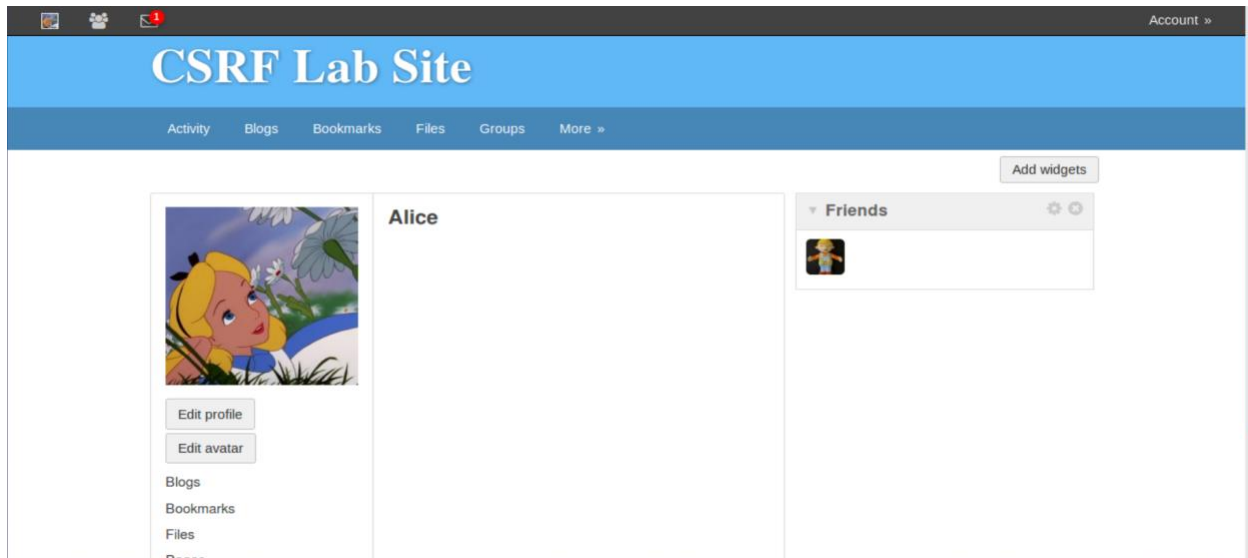 1
Account »
CSRF Lab Site
Activity Blogs Bookmarks Files Groups More »
Add widgets
Alice
Friends
Edit profile
Edit avatar
Blogs
Bookmarks
Files